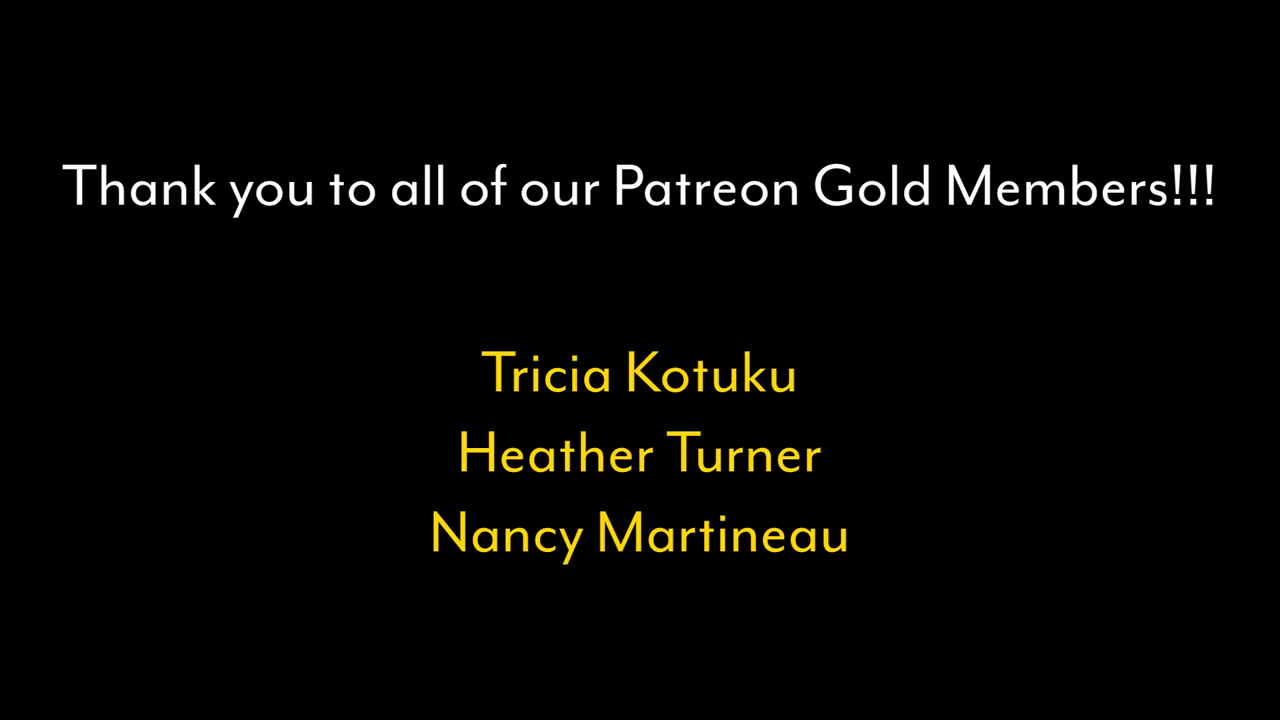 Thank you to all of our Patreon Gold Members!!!
Tricia Kotuku
Heather Turner
Nancy Martineau